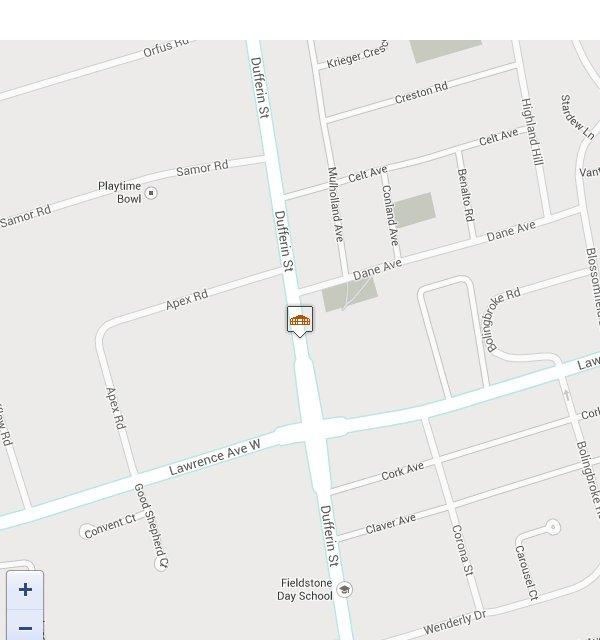 Orfus Rd
Krieger Cresc
Dufferin St
Creston Rd
Highland Hill
Stardew Ln
Celt Ave
Samor Rd
Playtime
Bowl
Celt Ave
Mulholland Ave
Conland Ave
Benalto Rd
Vant
Samor Rd
Dufferin St
Dane Ave
Dane Ave
Blossomfield
Apex Rd
Bolingbroke Rd
Law
Apex Rd
Lawrence Ave W
Cork
Cork Ave
Bolingbroke Rd
Good Shepherd Ct
Convent Ct
Dufferin St
Claver Ave
Corona St
Carousel Ct
Fieldstone
Day School
Wenderly Dr
+
−